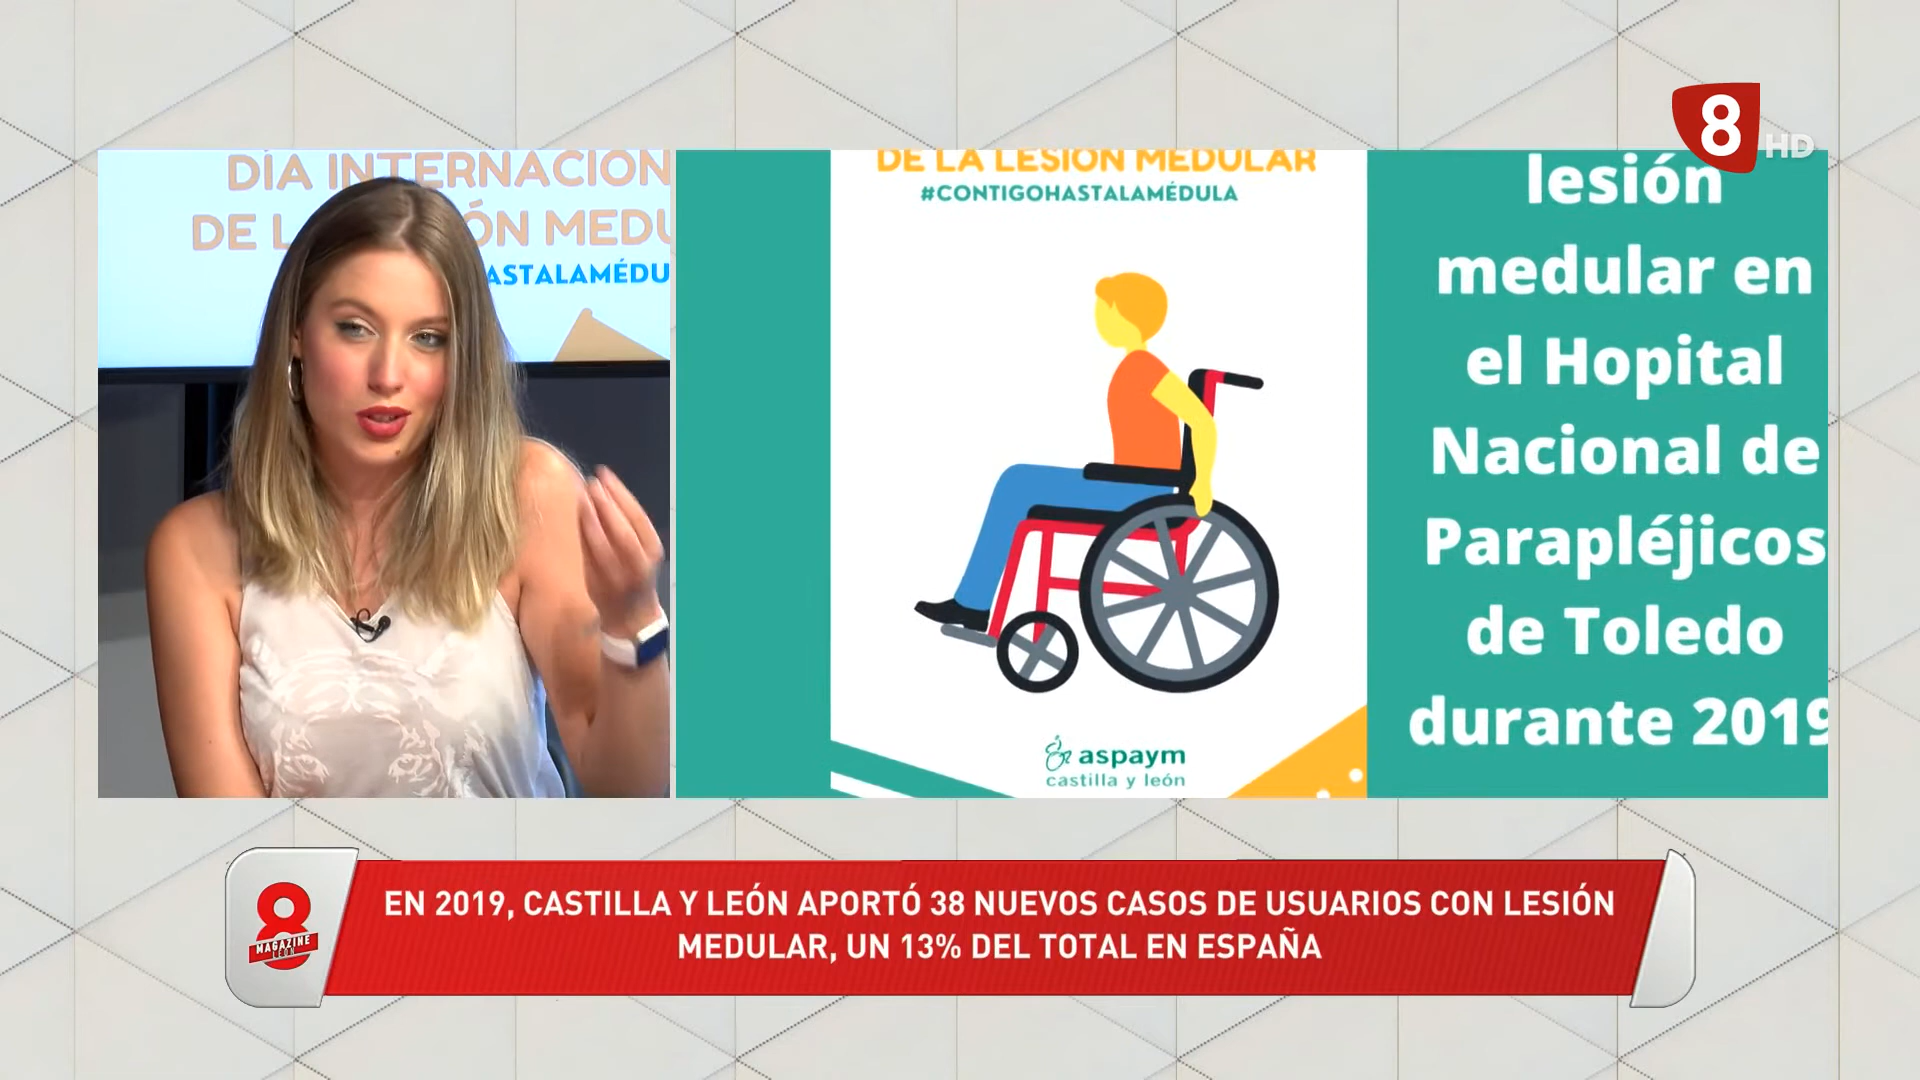 8 HD
DÍA INTERNACION
DE L ÓN MEDU
ASTALAMÉDU
DE LA LESIÓN MEDULAR
#CONTIGOHASTALAMÉDULA
aspaym
castilla y león
lesión
medular en
el Hopital
Nacional de
Parapléjicos
de Toledo
durante 2019
8
MAGAZINE
LEÓN
EN 2019, CASTILLA Y LEÓN APORTÓ 38 NUEVOS CASOS DE USUARIOS CON LESIÓN
MEDULAR, UN 13% DEL TOTAL EN ESPAÑA